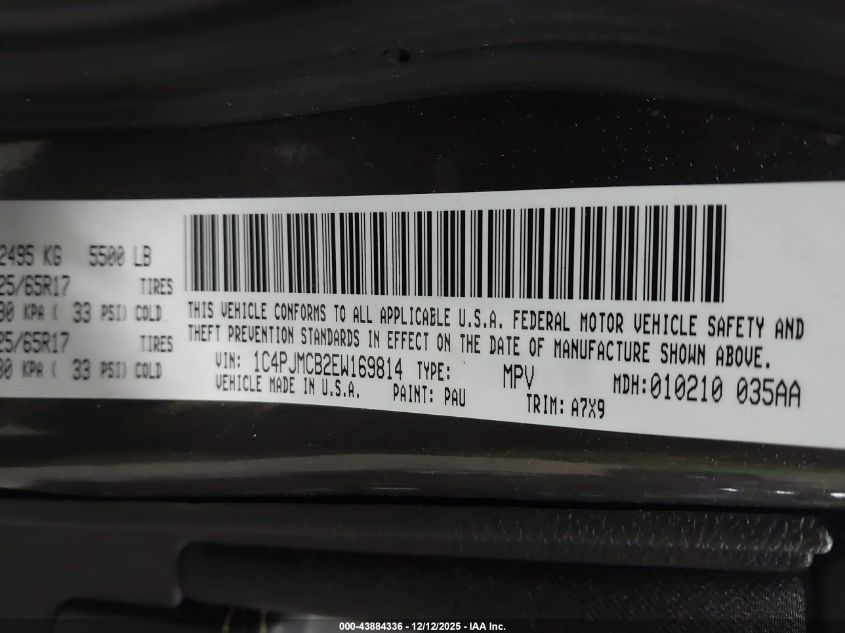 2495 KG 5500 LB
25/65R17 TIRES
30 KPA ( 33 PSI) COLD
25/65R17 TIRES
30 KPA ( 33 PSI) COLD
THIS VEHICLE CONFORMS TO ALL APPLICABLE U.S.A. FEDERAL MOTOR VEHICLE SAFETY AND
THEFT PREVENTION STANDARDS IN EFFECT ON THE DATE OF MANUFACTURE SHOWN ABOVE.
VIN: 1C4PJMCB2EW169814 TYPE: MPV MDH:010210 035AA
VEHICLE MADE IN U.S.A. PAINT: PAU TRIM: A7X9
000-43884336 - 12/12/2025 - IAA Inc.